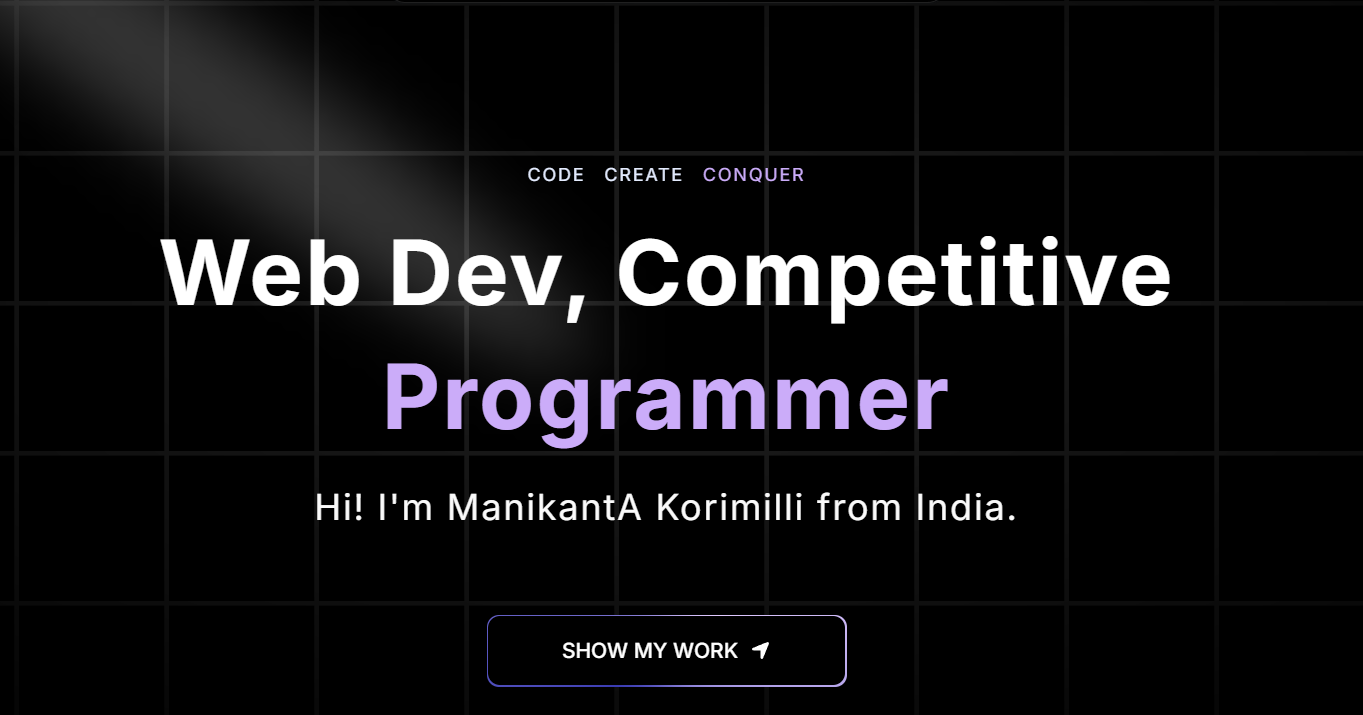 CODE CREATE CONQUER
Web Dev, Competitive
Programmer
Hi! I'm ManikantA Korimilli from India.
SHOW MY WORK